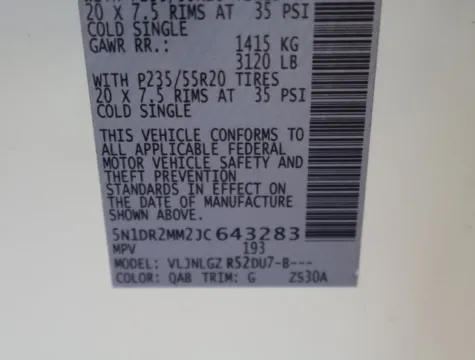 20 X 7.5 RIMS AT 35 PSI
COLD SINGLE
GAWR RR.: 1415 KG
3120 LB
WITH P235/55R20 TIRES
20 X 7.5 RIMS AT 35 PSI
COLD SINGLE
THIS VEHICLE CONFORMS TO
ALL APPLICABLE FEDERAL
MOTOR VEHICLE SAFETY AND
THEFT PREVENTION
STANDARDS IN EFFECT ON
THE DATE OF MANUFACTURE
SHOWN ABOVE.
5N1DR2MM2JC643283
MPV 193
MODEL: VLJNLGZ R52DU7-B---
COLOR: QAB TRIM: G ZS30A